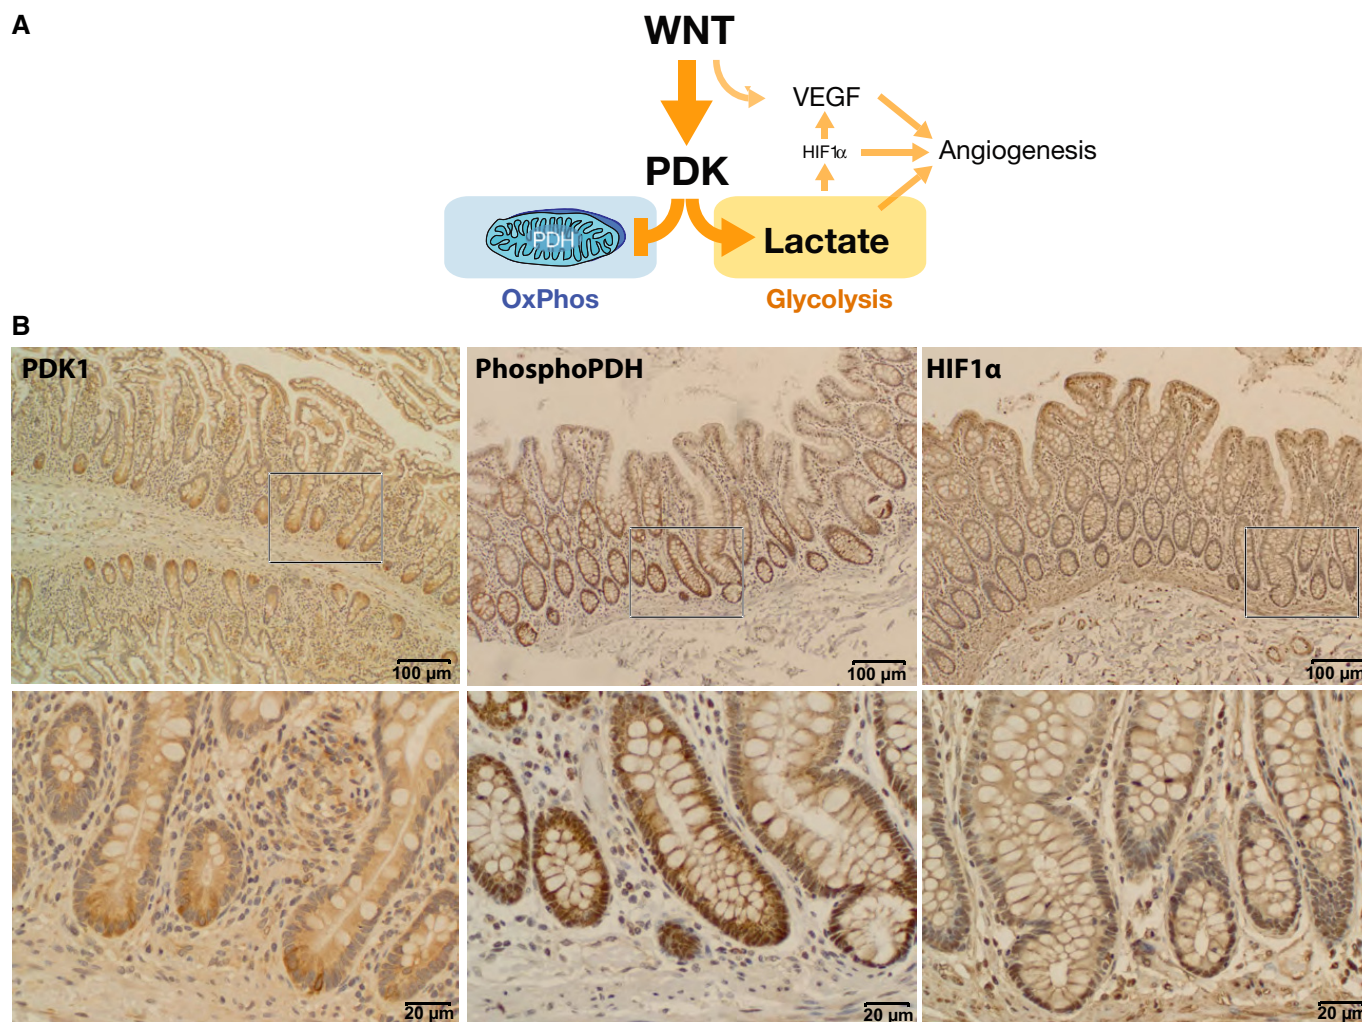 A
WNT
VEGF
HIF1α
Angiogenesis
PDK
PDH
Lactate
OxPhos
Glycolysis
B
PDK1
PhosphoPDH
HIF1α
100 µm
100 µm
100 µm
20 µm
20 µm
20 µm